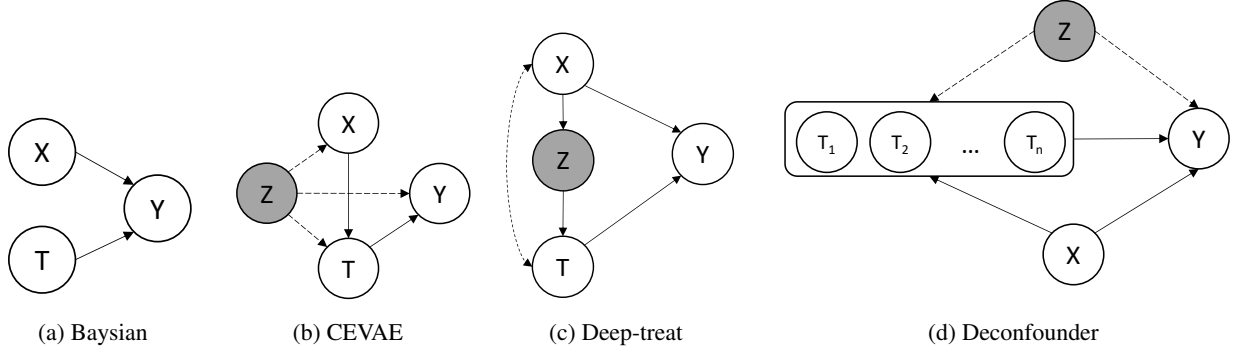 X
T
Y
(a) Baysian
X
Z
Y
T
(b) CEVAE
X
Z
Y
T
(c) Deep-treat
Z
T1 T2 ... Tn
Y
X
(d) Deconfounder